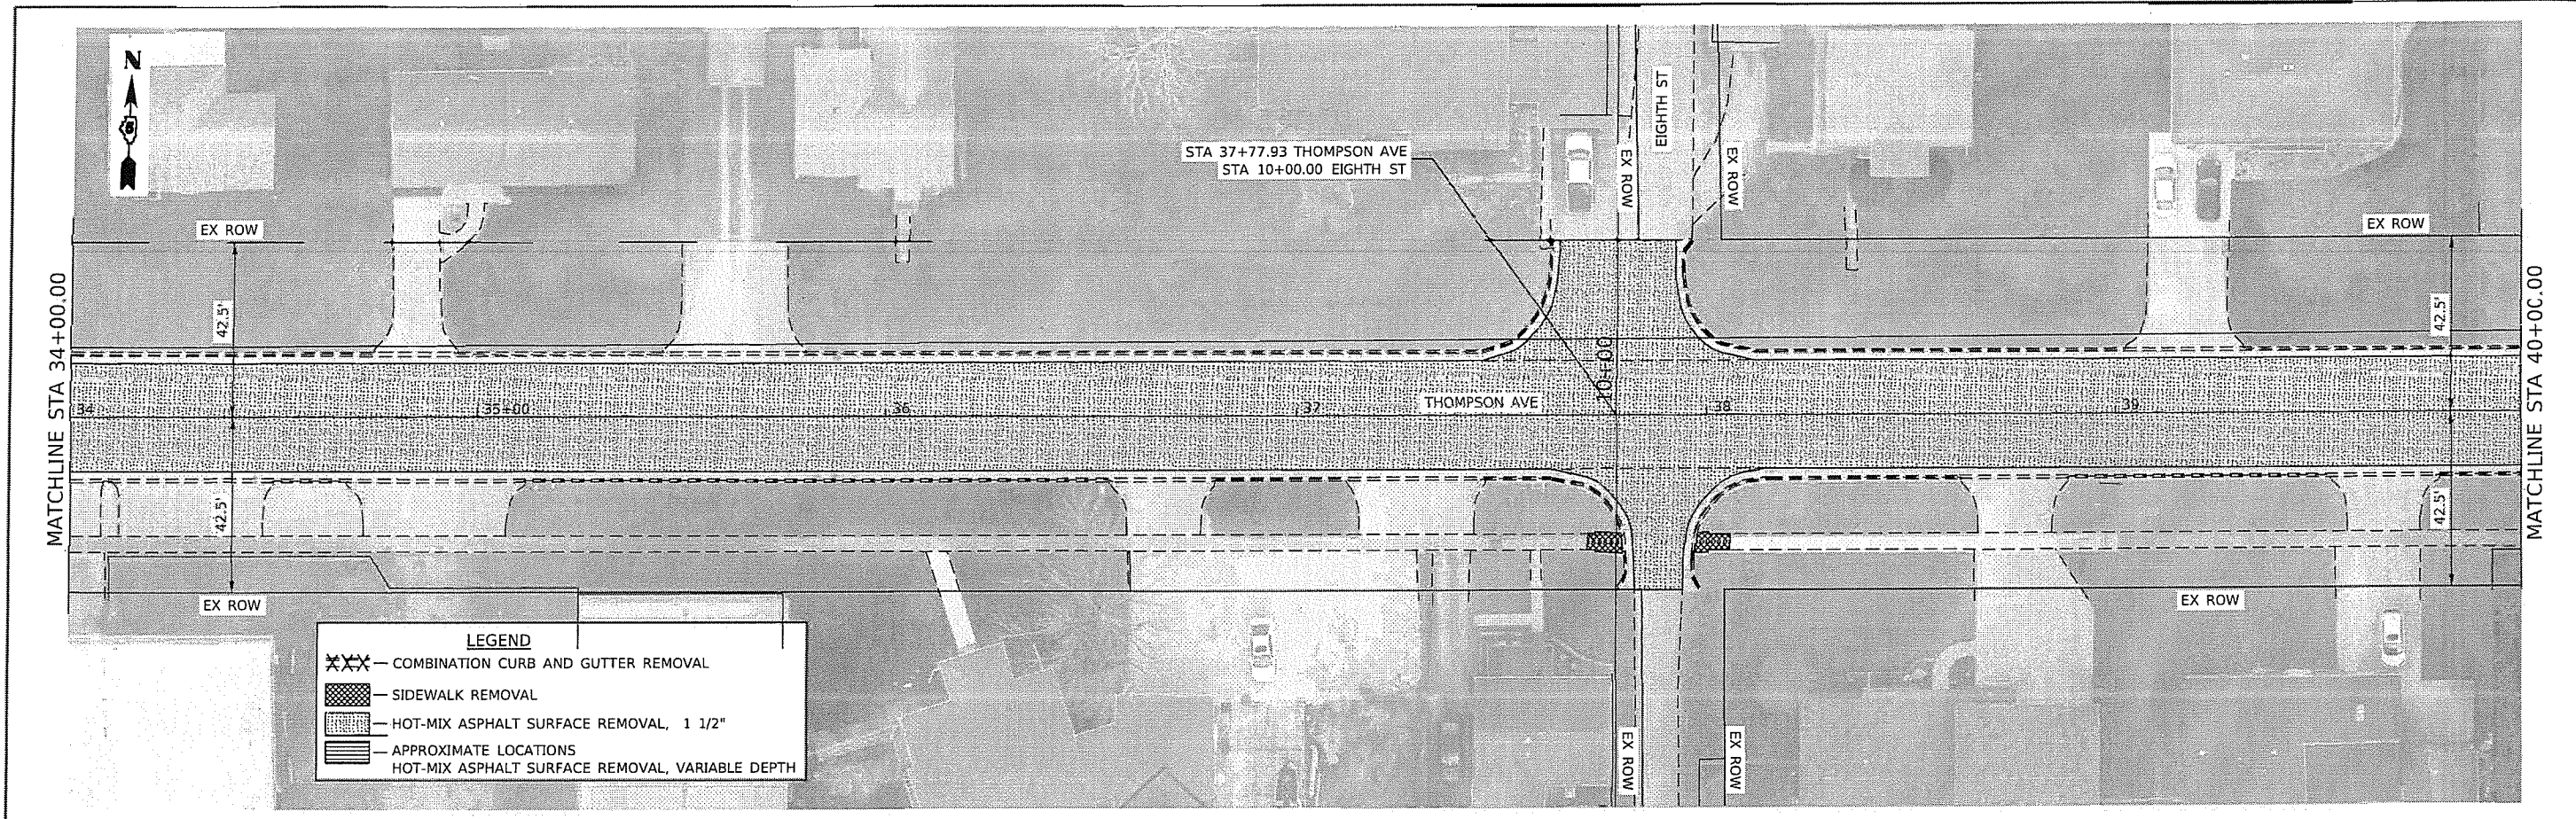 N
5
EIGHTH ST
STA 37+77.93 THOMPSON AVE
STA 10+00.00 EIGHTH ST
EX ROW
EX ROW
EX ROW
EX ROW
MATCHLINE STA 34+00.00
42.5'
42.5'
MATCHLINE STA 40+00.00
10+00
34
35+00
36
37
THOMPSON AVE
38
39
42.5'
42.5'
EX ROW
EX ROW
LEGEND
COMBINATION CURB AND GUTTER REMOVAL
SIDEWALK REMOVAL
HOT-MIX ASPHALT SURFACE REMOVAL, 1 1/2"
APPROXIMATE LOCATIONS
HOT-MIX ASPHALT SURFACE REMOVAL, VARIABLE DEPTH
EX ROW
EX ROW